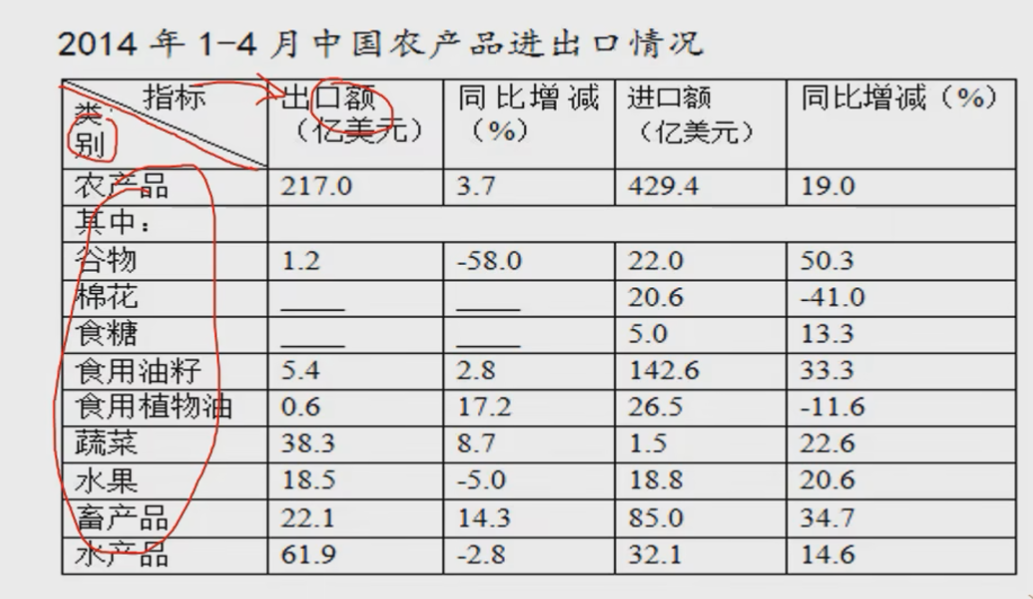 2014 年 1-4 月中国农产品进出口情况
指标 类别 出口额（亿美元） 同比增减（%） 进口额（亿美元） 同比增减（%）
农产品 217.0 3.7 429.4 19.0
其中：
谷物 1.2 -58.0 22.0 50.3
棉花 ____ ____ 20.6 -41.0
食糖 ____ ____ 5.0 13.3
食用油籽 5.4 2.8 142.6 33.3
食用植物油 0.6 17.2 26.5 -11.6
蔬菜 38.3 8.7 1.5 22.6
水果 18.5 -5.0 18.8 20.6
畜产品 22.1 14.3 85.0 34.7
水产品 61.9 -2.8 32.1 14.6